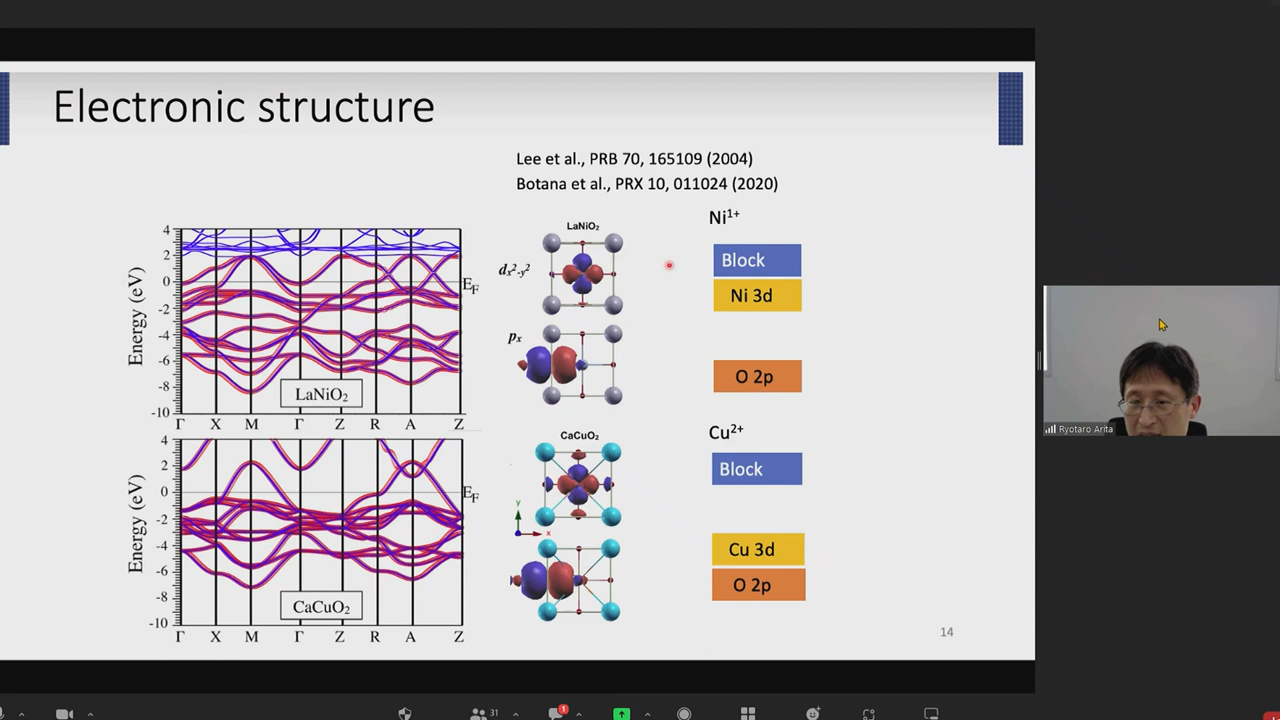 Electronic structure
Lee et al., PRB 70, 165109 (2004)
Botana et al., PRX 10, 011024 (2020)
4
2
0
-2
-4
-6
-8
-10
Energy (eV)
E_F
LaNiO₂
Γ X M Γ Z R A Z
4
2
0
-2
-4
-6
-8
-10
Energy (eV)
E_F
CaCuO₂
Γ X M Γ Z R A Z
LaNiO₂
dx²-y²
px
CaCuO₂
y
x
Ni¹⁺
Block
Ni 3d
O 2p
Cu²⁺
Block
Cu 3d
O 2p
14
Ryotaro Arita
31
1